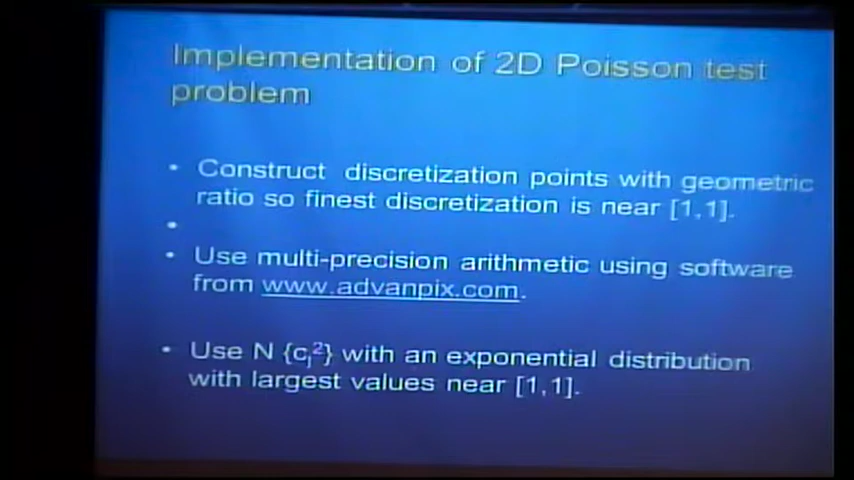 Implementation of 2D Poisson test
problem
• Construct discretization points with geometric
ratio so finest discretization is near [1,1].
•
• Use multi-precision arithmetic using software
from www.advanpix.com.
• Use N {cⱼ²} with an exponential distribution
with largest values near [1,1].